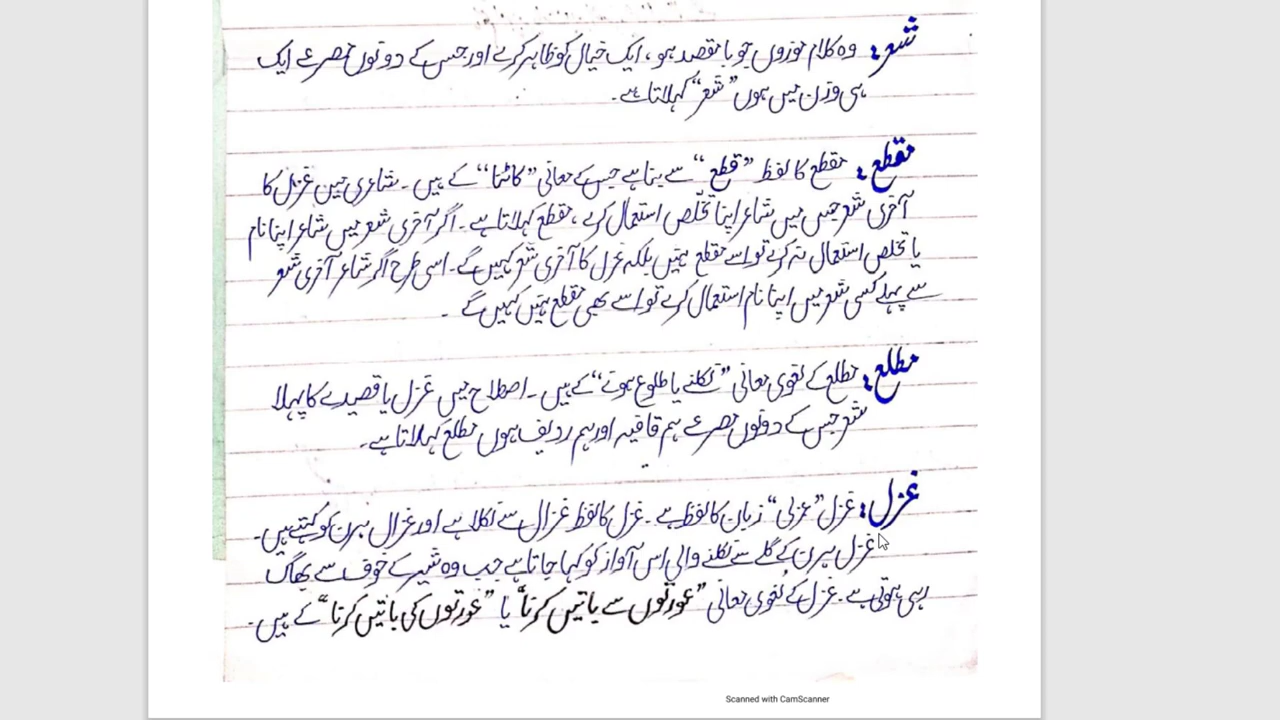 شعر: وہ کلام موزوں جو با مقصد ہو، ایک خیال کو ظاہر کرے اور جس کے دونوں مصرعے ایک
ہی وزن میں ہوں "شعر" کہلاتا ہے۔
مقطع: مقطع کا لفظ "قطع" سے بنا ہے جس کے معانی "کاٹنا" کے ہیں۔ شاعری میں غزل کا
آخری شعر جس میں شاعر اپنا تخلّص استعمال کرے، مقطع کہلاتا ہے۔ اگر آخری شعر میں شاعر اپنا نام
یا تخلص استعمال نہ کرے تو اسے مقطع نہیں بلکہ غزل کا آخری شعر کہیں گے۔ اسی طرح اگر شاعر آخری شعر
سے پہلے کسی شعر میں اپنا نام استعمال کرے تو اسے بھی مقطع نہیں کہیں گے۔
مطلع: مطلع کے لغوی معانی "نکلنے یا طلوع ہونے" کے ہیں۔ اصطلاح میں غزل یا قصیدے کا پہلا
شعر جس کے دونوں مصرعے ہم قافیہ اور ہم ردیف ہوں مطلع کہلاتا ہے۔
غزل: غزل "عربی" زبان کا لفظ ہے۔ غزل کا لفظ غزال سے نکلا ہے اور غزال ہرن کو کہتے ہیں۔
غزل ہرن کے گلے سے نکلنے والی اس آواز کو کہا جاتا ہے جب وہ شیر کے خوف سے بھاگ
رہی ہوتی ہے۔ غزل کے لُغوی معانی "عورتوں سے باتیں کرنا" یا "عورتوں کی باتیں کرنا" کے ہیں۔
Scanned with CamScanner